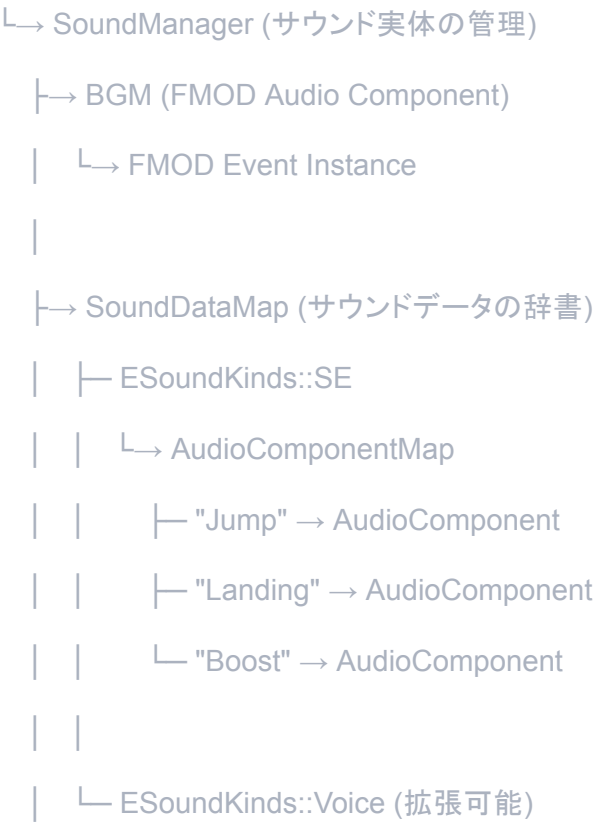 └→ SoundManager (サウンド実体の管理)
├→ BGM (FMOD Audio Component)
│ └→ FMOD Event Instance
│
├→ SoundDataMap (サウンドデータの辞書)
│ ├─ ESoundKinds::SE
│ │ └→ AudioComponentMap
│ │ ├─ "Jump" → AudioComponent
│ │ ├─ "Landing" → AudioComponent
│ │ └─ "Boost" → AudioComponent
│ │
│ └─ ESoundKinds::Voice (拡張可能)